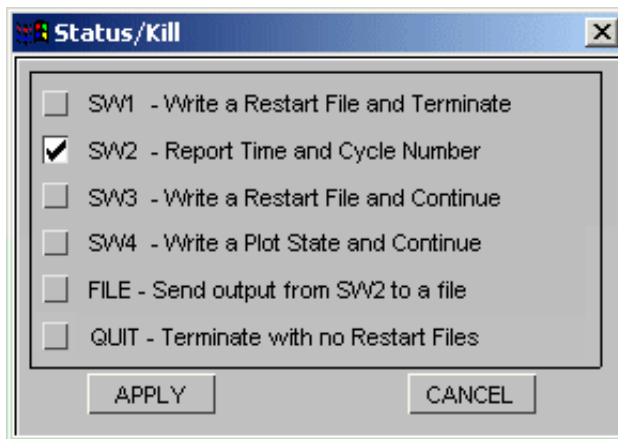 Status/Kill
SW1 - Write a Restart File and Terminate
SW2 - Report Time and Cycle Number
SW3 - Write a Restart File and Continue
SW4 - Write a Plot State and Continue
FILE - Send output from SW2 to a file
QUIT - Terminate with no Restart Files
APPLY CANCEL